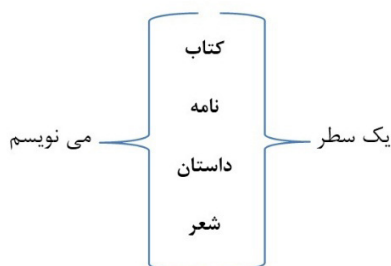 یک سطر
کتاب
نامه
داستان
شعر
می نویسم